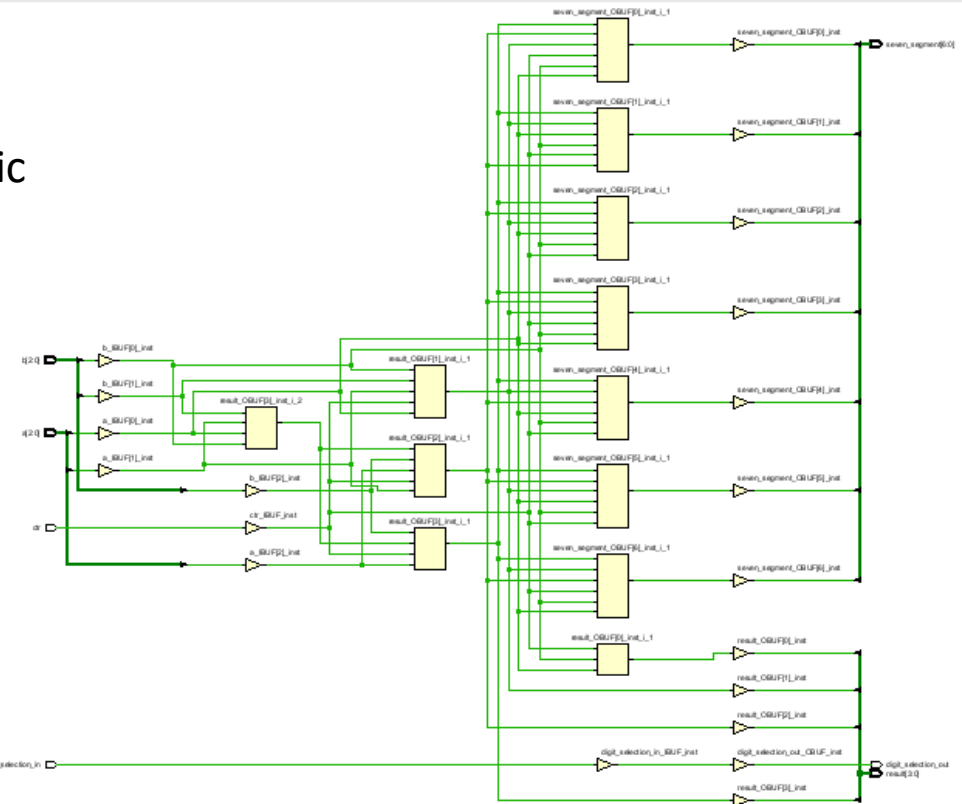 ic
seven_segment_OBUF[0]_inst_i_1
seven_segment_OBUF[0]_inst
seven_segment[6:0]
seven_segment_OBUF[1]_inst_i_1
seven_segment_OBUF[1]_inst
seven_segment_OBUF[2]_inst_i_1
seven_segment_OBUF[2]_inst
seven_segment_OBUF[3]_inst_i_1
seven_segment_OBUF[3]_inst
b_IBUF[0]_inst
b[2:0]
result_OBUF[1]_inst_i_1
seven_segment_OBUF[4]_inst_i_1
seven_segment_OBUF[4]_inst
b_IBUF[1]_inst
result_OBUF[3]_inst_i_2
a_IBUF[0]_inst
a[2:0]
result_OBUF[2]_inst_i_1
a_IBUF[1]_inst
seven_segment_OBUF[5]_inst_i_1
seven_segment_OBUF[5]_inst
b_IBUF[2]_inst
ctr_IBUF_inst
ctr
result_OBUF[3]_inst_i_1
a_IBUF[2]_inst
seven_segment_OBUF[6]_inst_i_1
seven_segment_OBUF[6]_inst
result_OBUF[0]_inst_i_1
result_OBUF[0]_inst
result_OBUF[1]_inst
result_OBUF[2]_inst
selection_in
digit_selection_in_IBUF_inst
digit_selection_out_OBUF_inst
digit_selection_out
result[3:0]
result_OBUF[3]_inst